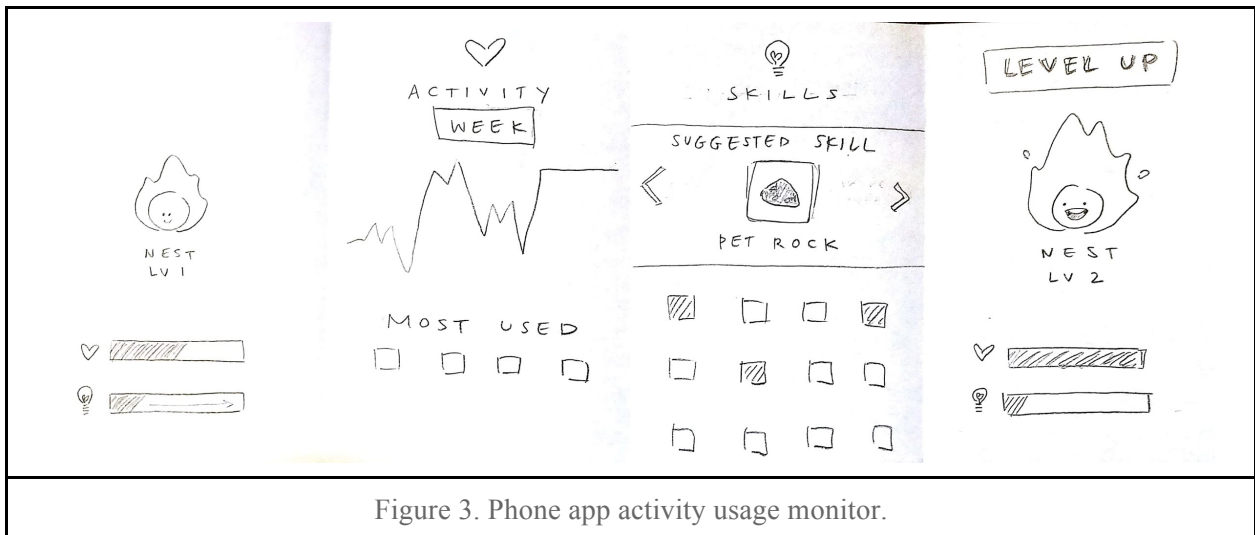 NEST
LV 1
ACTIVITY
WEEK
MOST USED
SKILLS
SUGGESTED SKILL
< >
PET ROCK
LEVEL UP
NEST
LV 2
Figure 3. Phone app activity usage monitor.